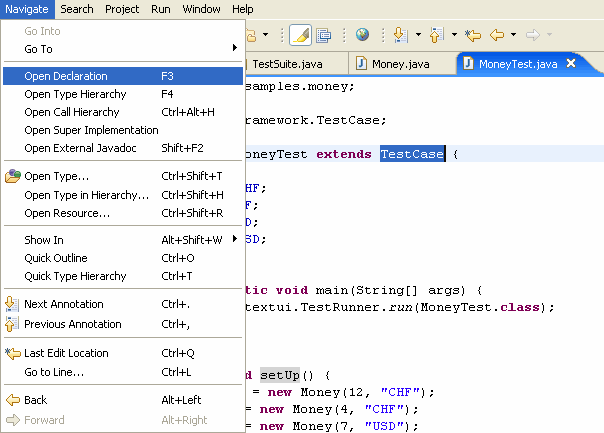 Navigate Search Project Run Window Help
Go Into
Go To
Open Declaration F3
Open Type Hierarchy F4
Open Call Hierarchy Ctrl+Alt+H
Open Super Implementation
Open External Javadoc Shift+F2
Open Type... Ctrl+Shift+T
Open Type in Hierarchy... Ctrl+Shift+H
Open Resource... Ctrl+Shift+R
Show In Alt+Shift+W
Quick Outline Ctrl+O
Quick Type Hierarchy Ctrl+T
Next Annotation Ctrl+.
Previous Annotation Ctrl+,
Last Edit Location Ctrl+Q
Go to Line... Ctrl+L
Back Alt+Left
Forward Alt+Right
TestSuite.java Money.java MoneyTest.java
samples.money;
ramework.TestCase;
oneyTest extends TestCase {
HF;
F;
D;
SD;
tic void main(String[] args) {
textui.TestRunner.run(MoneyTest.class);
d setUp() {
= new Money(12, "CHF");
= new Money(4, "CHF");
= new Money(7, "USD");